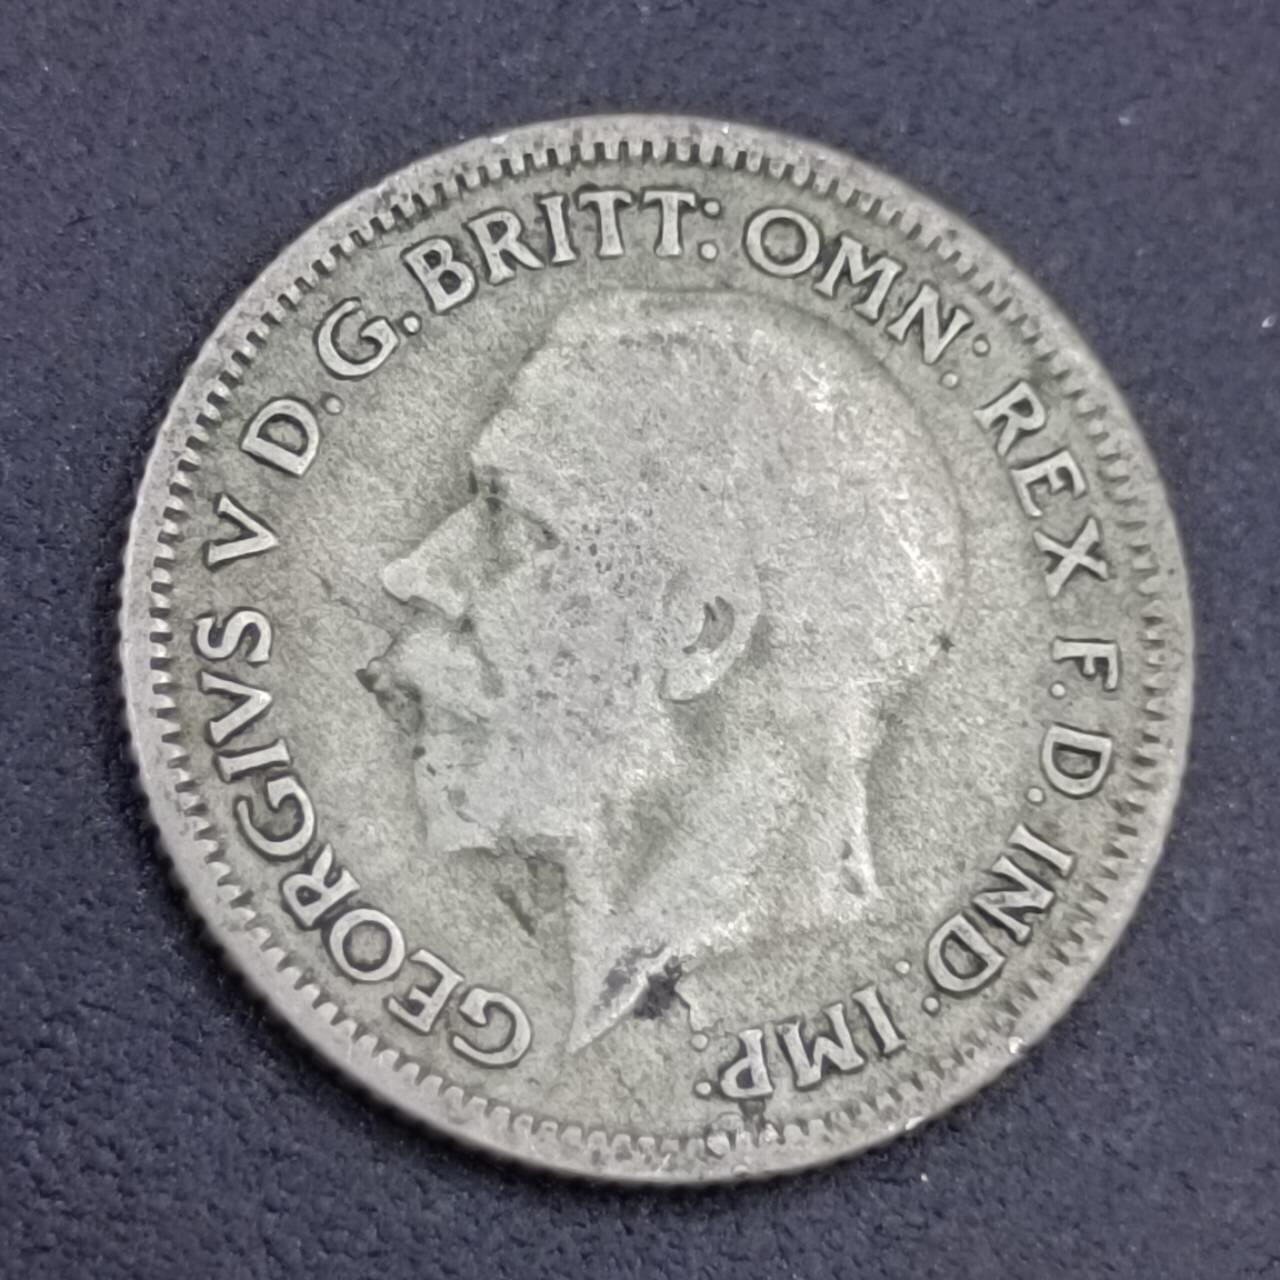 GEORGIVS V D.G.BRITT: OMN: REX F.D.IND: IMP: